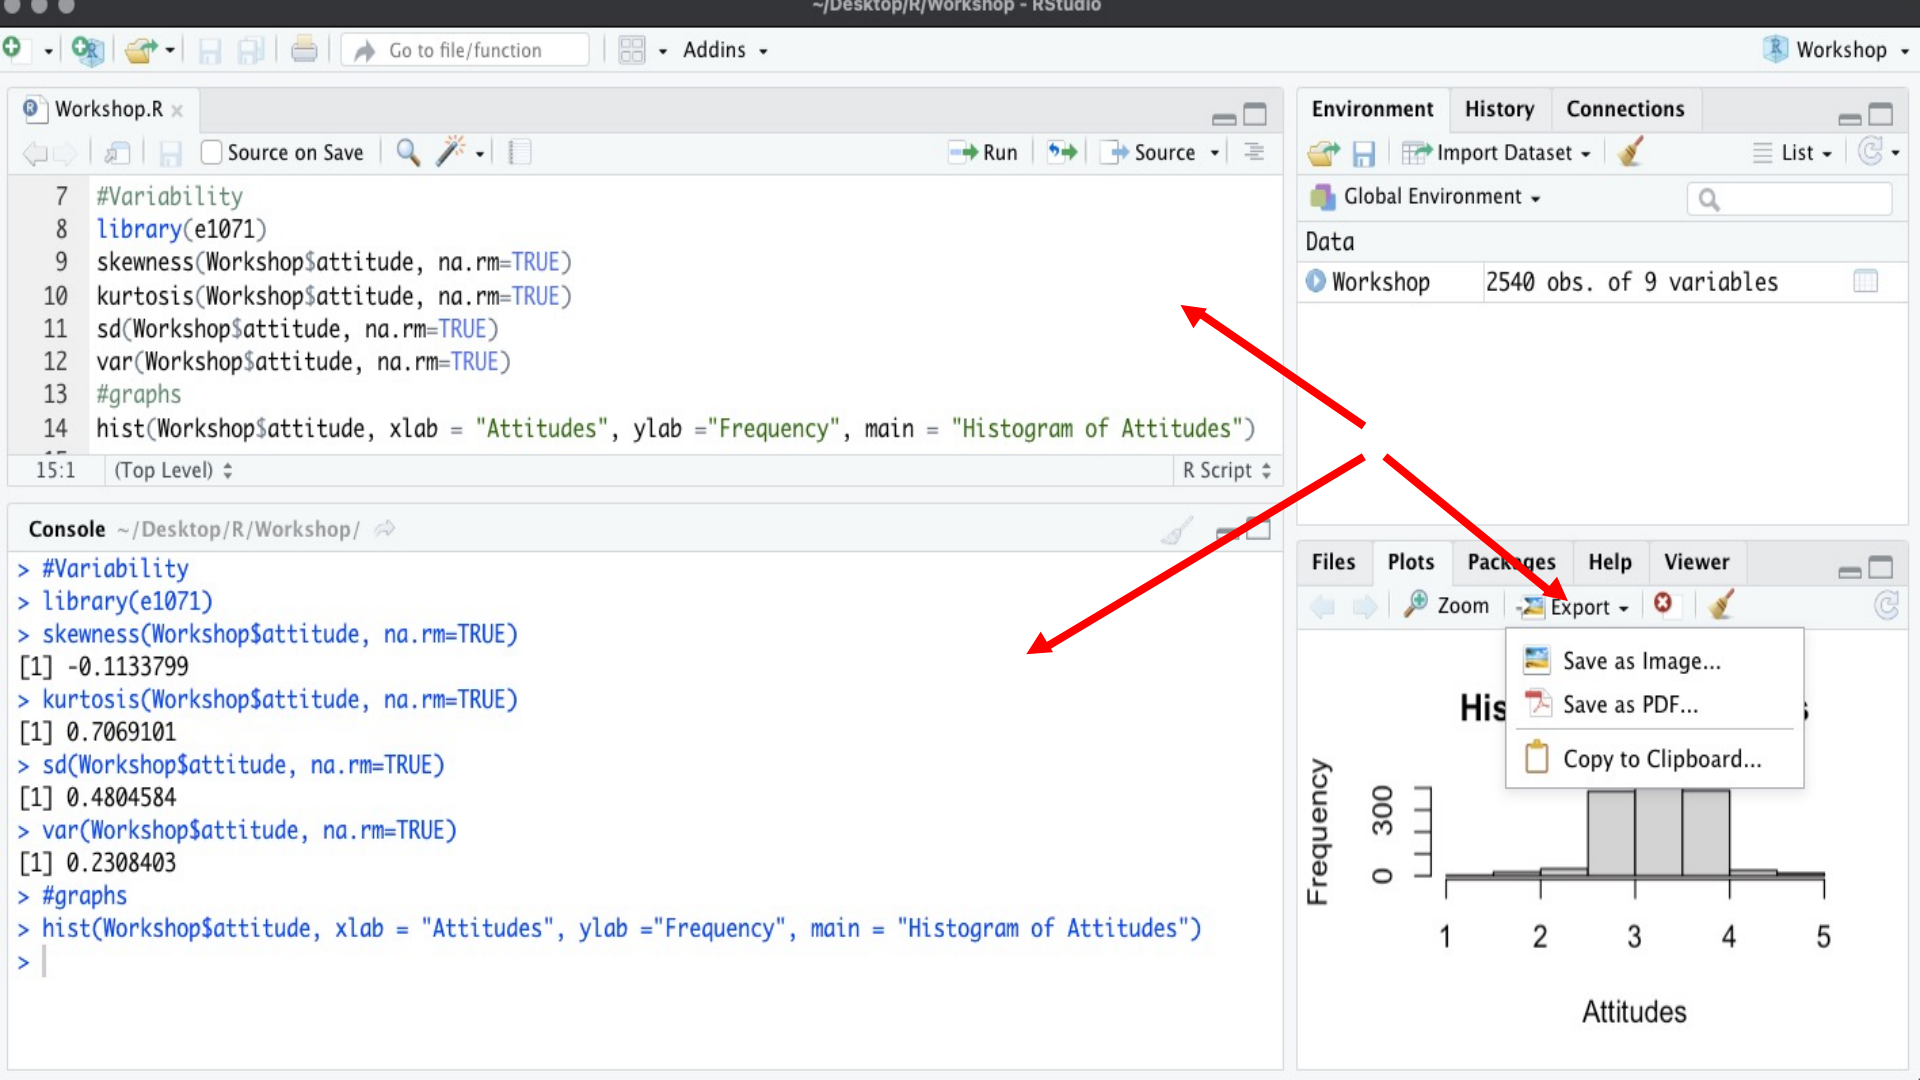 ~/Desktop/R/Workshop - RStudio
Go to file/function
Addins
Workshop
Workshop.R
Source on Save
Run
Source
7 #Variability
8 library(e1071)
9 skewness(Workshop$attitude, na.rm=TRUE)
10 kurtosis(Workshop$attitude, na.rm=TRUE)
11 sd(Workshop$attitude, na.rm=TRUE)
12 var(Workshop$attitude, na.rm=TRUE)
13 #graphs
14 hist(Workshop$attitude, xlab = "Attitudes", ylab ="Frequency", main = "Histogram of Attitudes")
15:1 (Top Level) R Script
Console ~/Desktop/R/Workshop/
> #Variability
> library(e1071)
> skewness(Workshop$attitude, na.rm=TRUE)
[1] -0.1133799
> kurtosis(Workshop$attitude, na.rm=TRUE)
[1] 0.7069101
> sd(Workshop$attitude, na.rm=TRUE)
[1] 0.4804584
> var(Workshop$attitude, na.rm=TRUE)
[1] 0.2308403
> #graphs
> hist(Workshop$attitude, xlab = "Attitudes", ylab ="Frequency", main = "Histogram of Attitudes")
>
Environment History Connections
Import Dataset List
Global Environment
Data
Workshop 2540 obs. of 9 variables
Files Plots Packages Help Viewer
Zoom Export
Save as Image...
Save as PDF...
Copy to Clipboard...
His
s
Frequency
300
0
1 2 3 4 5
Attitudes